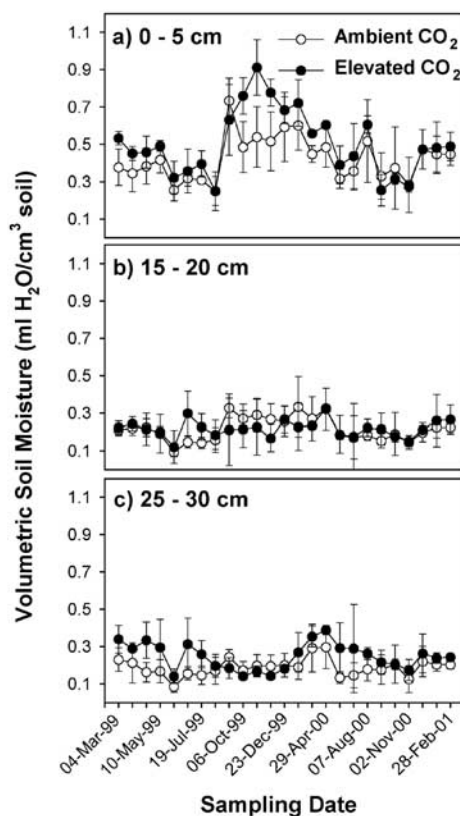 1.1
0.9
0.7
0.5
0.3
0.1
a) 0 - 5 cm
Ambient CO₂
Elevated CO₂
1.1
0.9
0.7
0.5
0.3
0.1
b) 15 - 20 cm
1.1
0.9
0.7
0.5
0.3
0.1
c) 25 - 30 cm
Volumetric Soil Moisture (ml H₂O/cm³ soil)
04-Mar-99
10-May-99
19-Jul-99
06-Oct-99
23-Dec-99
29-Apr-00
07-Aug-00
02-Nov-00
28-Feb-01
Sampling Date